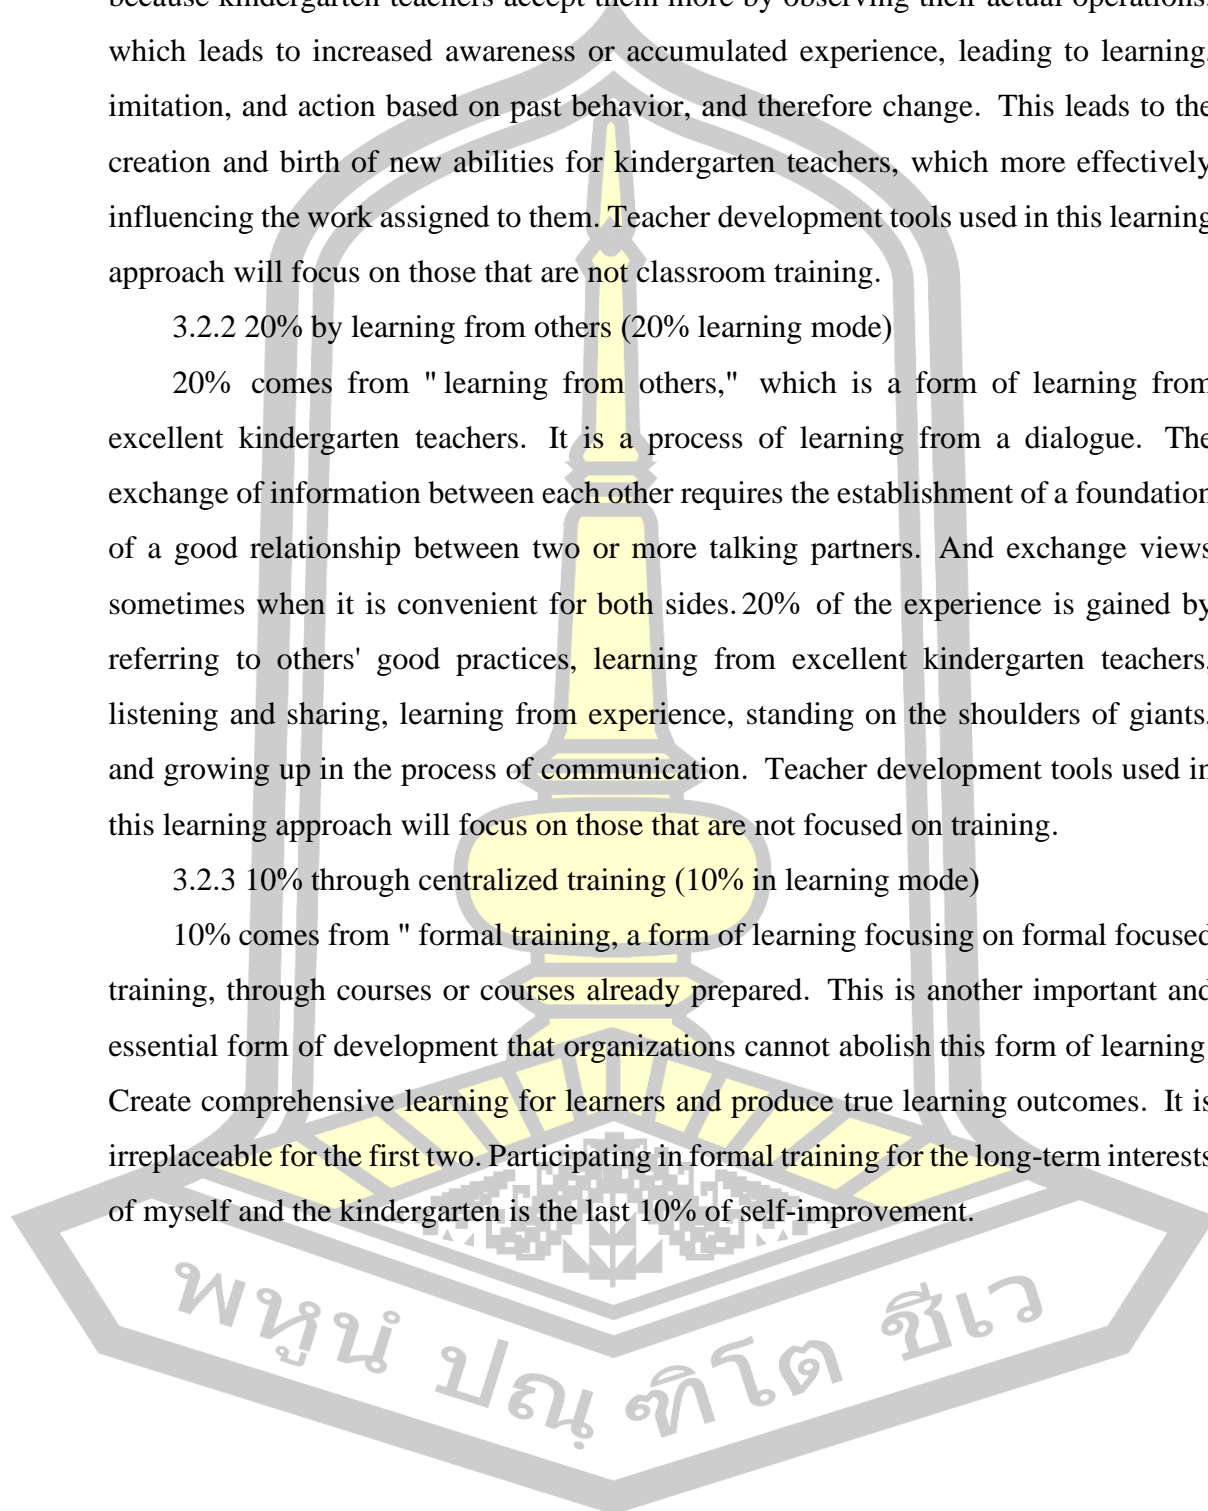 because kindergarten teachers accept them more by observing their actual operations,
which leads to increased awareness or accumulated experience, leading to learning,
imitation, and action based on past behavior, and therefore change. This leads to the
creation and birth of new abilities for kindergarten teachers, which more effectively
influencing the work assigned to them. Teacher development tools used in this learning
approach will focus on those that are not classroom training.
3.2.2 20% by learning from others (20% learning mode)
20% comes from " learning from others," which is a form of learning from
excellent kindergarten teachers. It is a process of learning from a dialogue. The
exchange of information between each other requires the establishment of a foundation
of a good relationship between two or more talking partners. And exchange views
sometimes when it is convenient for both sides. 20% of the experience is gained by
referring to others' good practices, learning from excellent kindergarten teachers,
listening and sharing, learning from experience, standing on the shoulders of giants,
and growing up in the process of communication. Teacher development tools used in
this learning approach will focus on those that are not focused on training.
3.2.3 10% through centralized training (10% in learning mode)
10% comes from " formal training, a form of learning focusing on formal focused
training, through courses or courses already prepared. This is another important and
essential form of development that organizations cannot abolish this form of learning
Create comprehensive learning for learners and produce true learning outcomes. It is
irreplaceable for the first two. Participating in formal training for the long-term interests
of myself and the kindergarten is the last 10% of self-improvement.
พหูนํ ปณฺฑิโต ชีเว